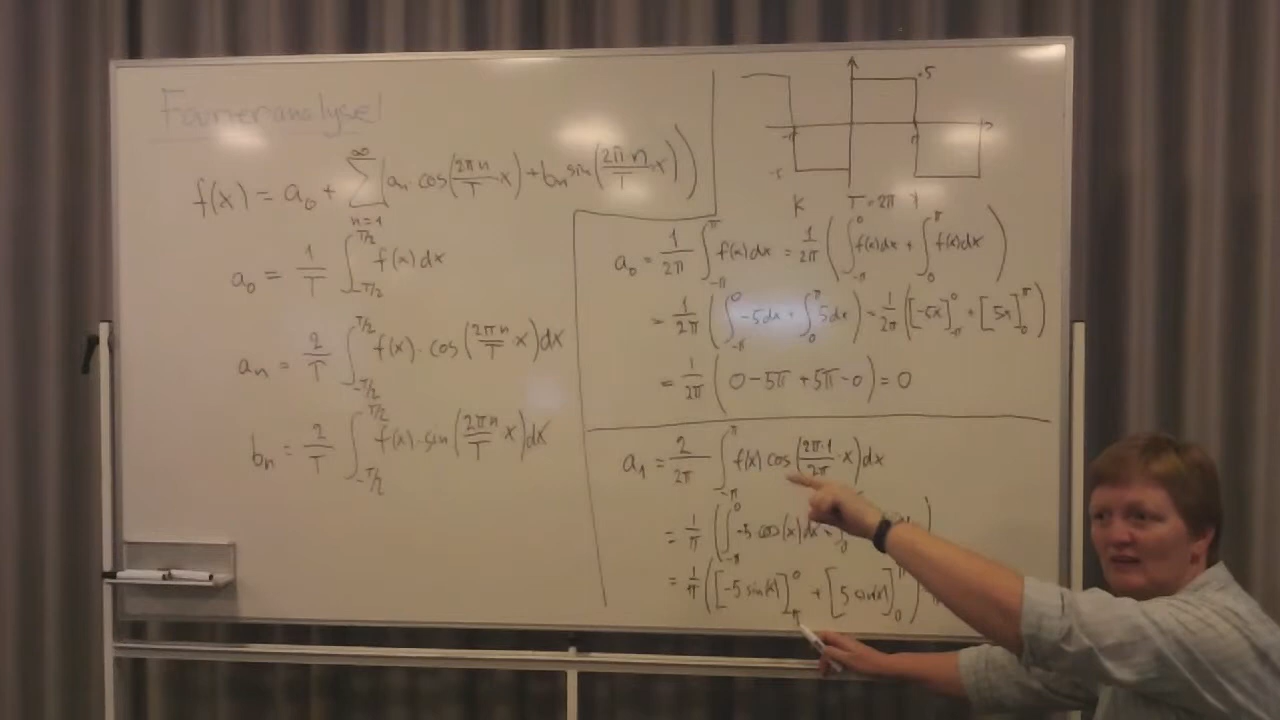 Fourieranalyse!
f(x) = a₀ + ∑_{n=1}^{∞} (aₙ cos(2πn/T · x) + bₙ sin(2πn/T · x))
a₀ = 1/T ∫_{-T/2}^{T/2} f(x) dx
aₙ = 2/T ∫_{-T/2}^{T/2} f(x) · cos(2πn/T · x) dx
bₙ = 2/T ∫_{-T/2}^{T/2} f(x) · sin(2πn/T · x) dx
5
-π π
-5
T = 2π
a₀ = 1/2π ∫_{-π}^{π} f(x) dx = 1/2π (∫_{-π}^{0} f(x) dx + ∫_{0}^{π} f(x) dx)
= 1/2π (∫_{-π}^{0} -5 dx + ∫_{0}^{π} 5 dx) = 1/2π ([-5x]_{-π}^{0} + [5x]_{0}^{π})
= 1/2π (0 - 5π + 5π - 0) = 0
a₁ = 2/2π ∫_{-π}^{π} f(x) cos(2π·1/2π · x) dx
= 1/π (∫_{-π}^{0} -5 cos(x) dx +
= 1/π ([-5 sin(x)]_{-π}^{0} + [5 sin(x)]_{0}^{π})